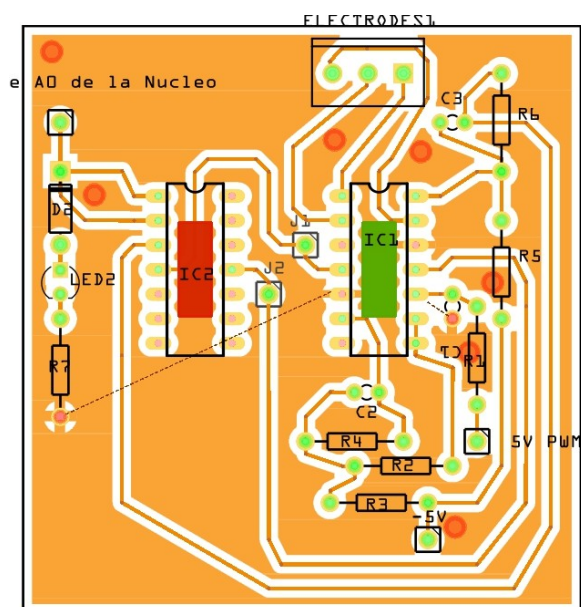 ELECTRODES1
e A0 de la Nucleo
C3
R6
D2
J1
IC1
IC2
J2
R5
LED2
C1
R1
R7
C2
R4
5V PWM
R2
R3
-5V